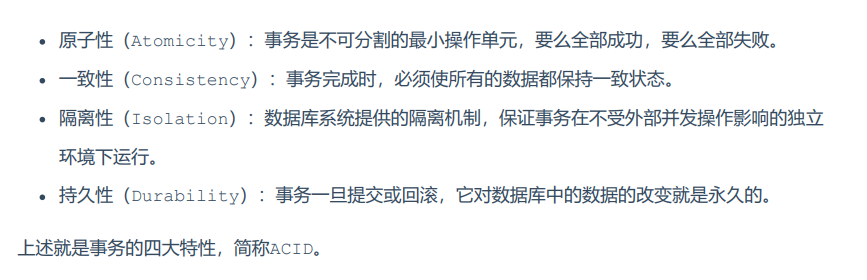 • 原子性（Atomicity）：事务是不可分割的最小操作单元，要么全部成功，要么全部失败。
• 一致性（Consistency）：事务完成时，必须使所有的数据都保持一致状态。
• 隔离性（Isolation）：数据库系统提供的隔离机制，保证事务在不受外部并发操作影响的独立
环境下运行。
• 持久性（Durability）：事务一旦提交或回滚，它对数据库中的数据的改变就是永久的。
上述就是事务的四大特性，简称ACID。